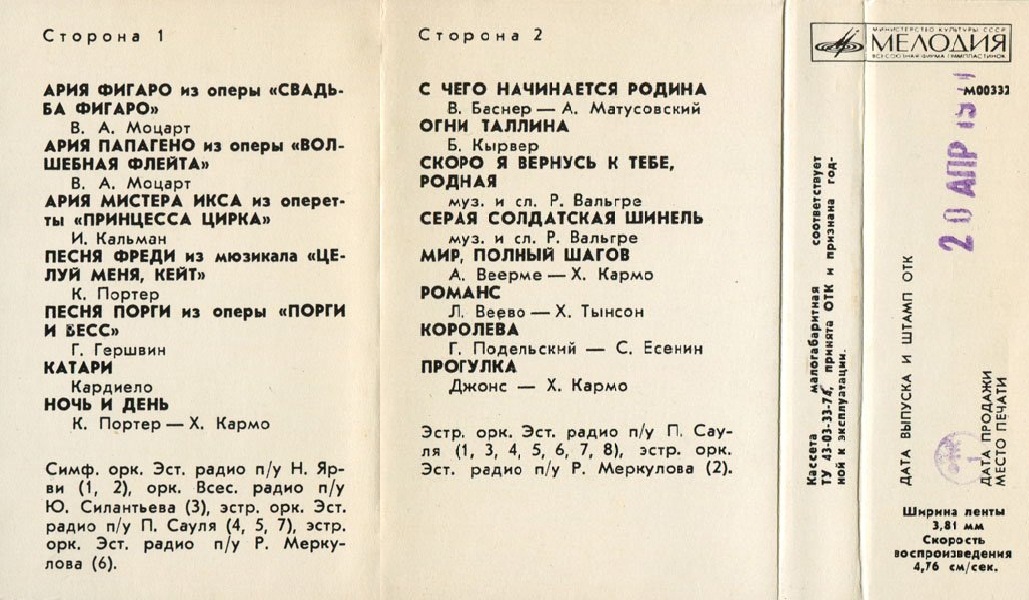 Сторона 1
АРИЯ ФИГАРО из оперы «СВАДЬ-
БА ФИГАРО»
В. А. Моцарт
АРИЯ ПАПАГЕНО из оперы «ВОЛ-
ШЕБНАЯ ФЛЕЙТА»
В. А. Моцарт
АРИЯ МИСТЕРА ИКСА из оперет-
ты «ПРИНЦЕССА ЦИРКА»
И. Кальман
ПЕСНЯ ФРЕДИ из мюзикала «ЦЕ-
ЛУЙ МЕНЯ, КЕЙТ»
К. Портер
ПЕСНЯ ПОРГИ из оперы «ПОРГИ
И БЕСС»
Г. Гершвин
КАТАРИ
Кардиело
НОЧЬ И ДЕНЬ
К. Портер — Х. Кармо
Симф. орк. Эст. радио п/у Н. Яр-
ви (1, 2), орк. Всес. радио п/у
Ю. Силантьева (3), эстр. орк. Эст.
радио п/у П. Сауля (4, 5, 7), эстр.
орк. Эст. радио п/у Р. Мерку-
лова (6).
Сторона 2
С ЧЕГО НАЧИНАЕТСЯ РОДИНА
В. Баснер — А. Матусовский
ОГНИ ТАЛЛИНА
Б. Кырвер
СКОРО Я ВЕРНУСЬ К ТЕБЕ,
РОДНАЯ
муз. и сл. Р. Вальгре
СЕРАЯ СОЛДАТСКАЯ ШИНЕЛЬ
муз. и сл. Р. Вальгре
МИР, ПОЛНЫЙ ШАГОВ
А. Веерме — Х. Кармо
РОМАНС
Л. Веево — Х. Тынсон
КОРОЛЕВА
Г. Подельский — С. Есенин
ПРОГУЛКА
Джонс — Х. Кармо
Эстр. орк. Эст. радио п/у П. Сау-
ля (1, 3, 4, 5, 6, 7, 8), эстр. орк.
Эст. радио п/у Р. Меркулова (2).
Кассета малогабаритная соответствует
ТУ 43-03-33-74, принята ОТК и признана год-
ной к эксплуатации.
МИНИСТЕРСТВО КУЛЬТУРЫ СССР
МЕЛОДИЯ
ВСЕСОЮЗНАЯ ФИРМА ГРАМПЛАСТИНОК
М00332
20 АПР
ДАТА ВЫПУСКА И ШТАМП ОТК
ДАТА ПРОДАЖИ
МЕСТО ПЕЧАТИ
Ширина ленты
3,81 мм
Скорость
воспроизведения
4,76 см/сек.